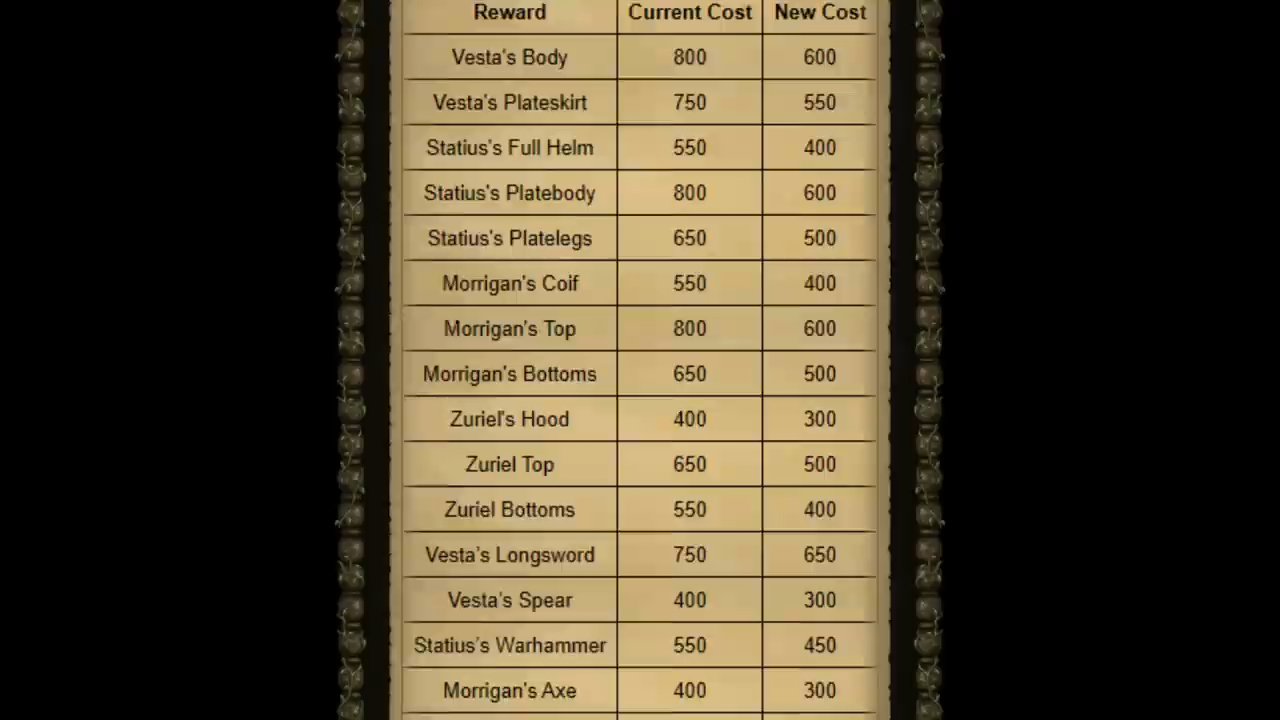 Reward Current Cost New Cost
Vesta's Body 800 600
Vesta's Plateskirt 750 550
Statius's Full Helm 550 400
Statius's Platebody 800 600
Statius's Platelegs 650 500
Morrigan's Coif 550 400
Morrigan's Top 800 600
Morrigan's Bottoms 650 500
Zuriel's Hood 400 300
Zuriel Top 650 500
Zuriel Bottoms 550 400
Vesta's Longsword 750 650
Vesta's Spear 400 300
Statius's Warhammer 550 450
Morrigan's Axe 400 300